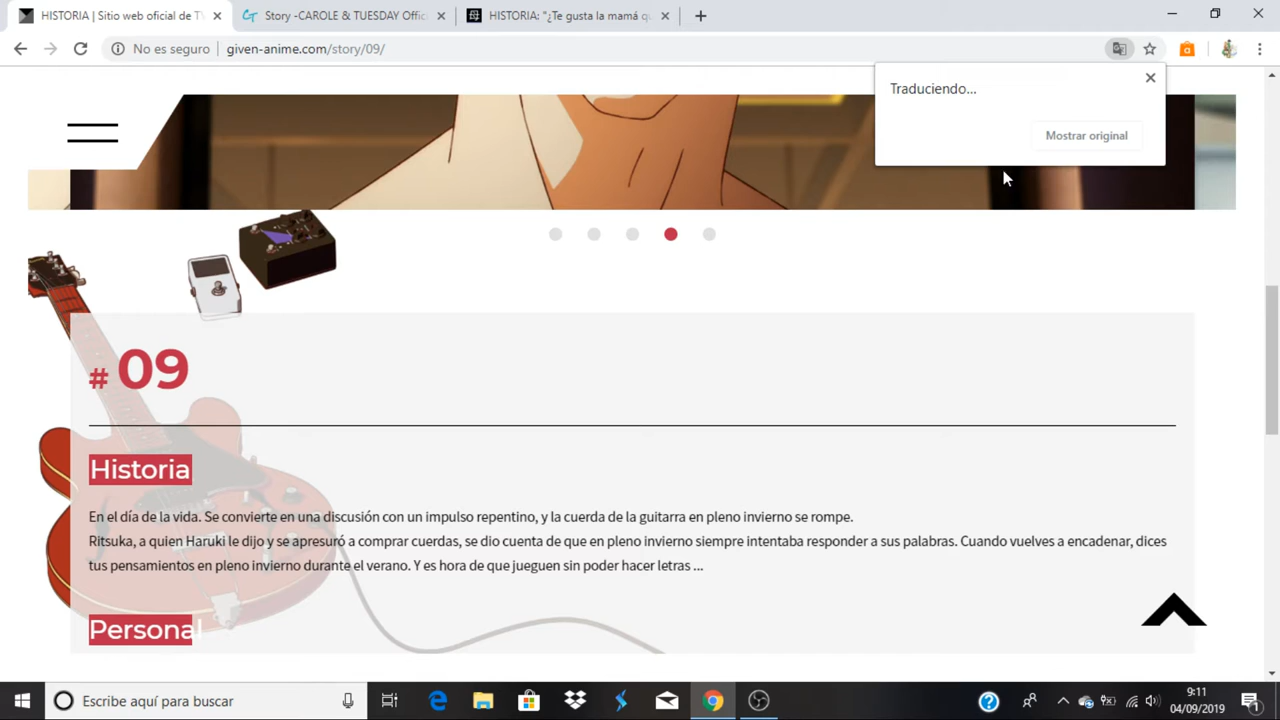 HISTORIA | Sitio web oficial de TV
Story -CAROLE & TUESDAY Offic
HISTORIA: "¿Te gusta la mamá qu
No es seguro
given-anime.com/story/09/
Traduciendo...
Mostrar original
# 09
Historia
En el día de la vida. Se convierte en una discusión con un impulso repentino, y la cuerda de la guitarra en pleno invierno se rompe.
Ritsuka, a quien Haruki le dijo y se apresuró a comprar cuerdas, se dio cuenta de que en pleno invierno siempre intentaba responder a sus palabras. Cuando vuelves a encadenar, dices
tus pensamientos en pleno invierno durante el verano. Y es hora de que jueguen sin poder hacer letras ...
Personal
Escribe aquí para buscar
9:11
04/09/2019